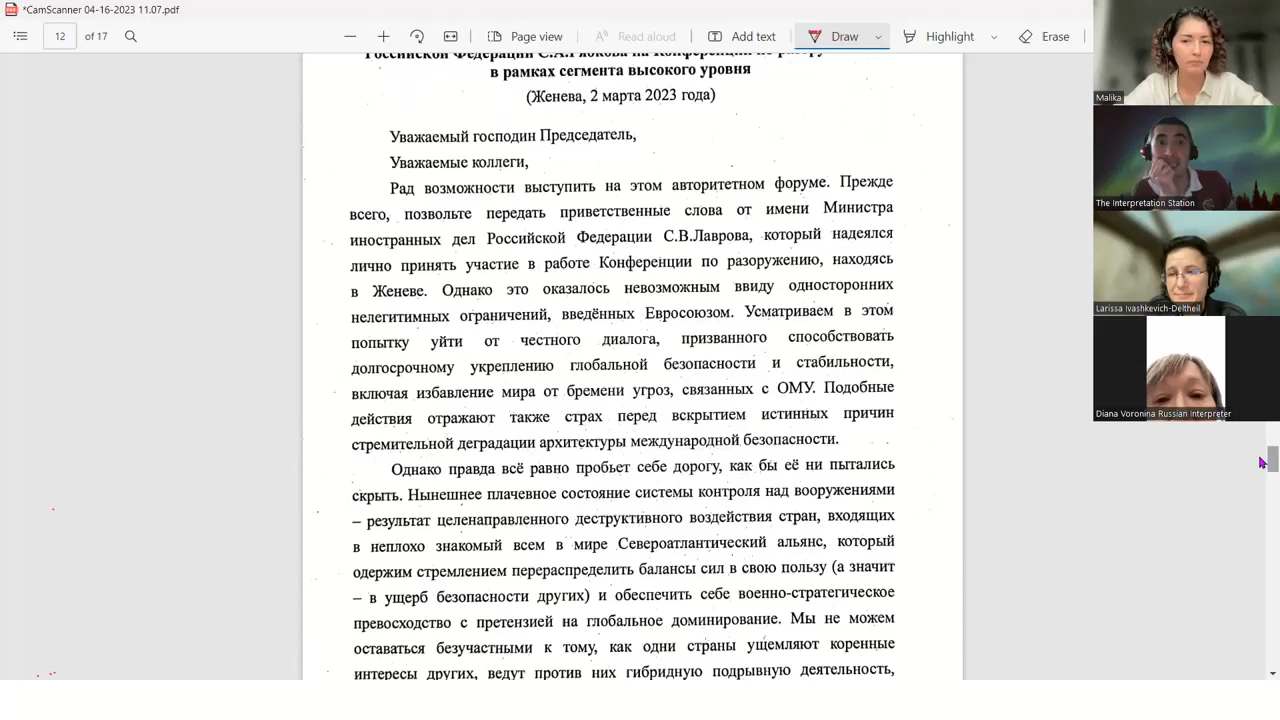 *CamScanner 04-16-2023 11.07.pdf
12 of 17
Page view
Read aloud
Add text
Draw
Highlight
Erase
Российской Федерации С.А.Рябкова на Конференции по
в рамках сегмента высокого уровня
(Женева, 2 марта 2023 года)
Уважаемый господин Председатель,
Уважаемые коллеги,
Рад возможности выступить на этом авторитетном форуме. Прежде
всего, позвольте передать приветственные слова от имени Министра
иностранных дел Российской Федерации С.В.Лаврова, который надеялся
лично принять участие в работе Конференции по разоружению, находясь
в Женеве. Однако это оказалось невозможным ввиду односторонних
нелегитимных ограничений, введённых Евросоюзом. Усматриваем в этом
попытку уйти от честного диалога, призванного способствовать
долгосрочному укреплению глобальной безопасности и стабильности,
включая избавление мира от бремени угроз, связанных с ОМУ. Подобные
действия отражают также страх перед вскрытием истинных причин
стремительной деградации архитектуры международной безопасности.
Однако правда всё равно пробьет себе дорогу, как бы её ни пытались
скрыть. Нынешнее плачевное состояние системы контроля над вооружениями
– результат целенаправленного деструктивного воздействия стран, входящих
в неплохо знакомый всем в мире Североатлантический альянс, который
одержим стремлением перераспределить балансы сил в свою пользу (а значит
– в ущерб безопасности других) и обеспечить себе военно-стратегическое
превосходство с претензией на глобальное доминирование. Мы не можем
оставаться безучастными к тому, как одни страны ущемляют коренные
интересы других, ведут против них гибридную подрывную деятельность,
Malika
The Interpretation Station
Larissa Ivashkevich-Deltheil
Diana Voronina Russian Interpreter